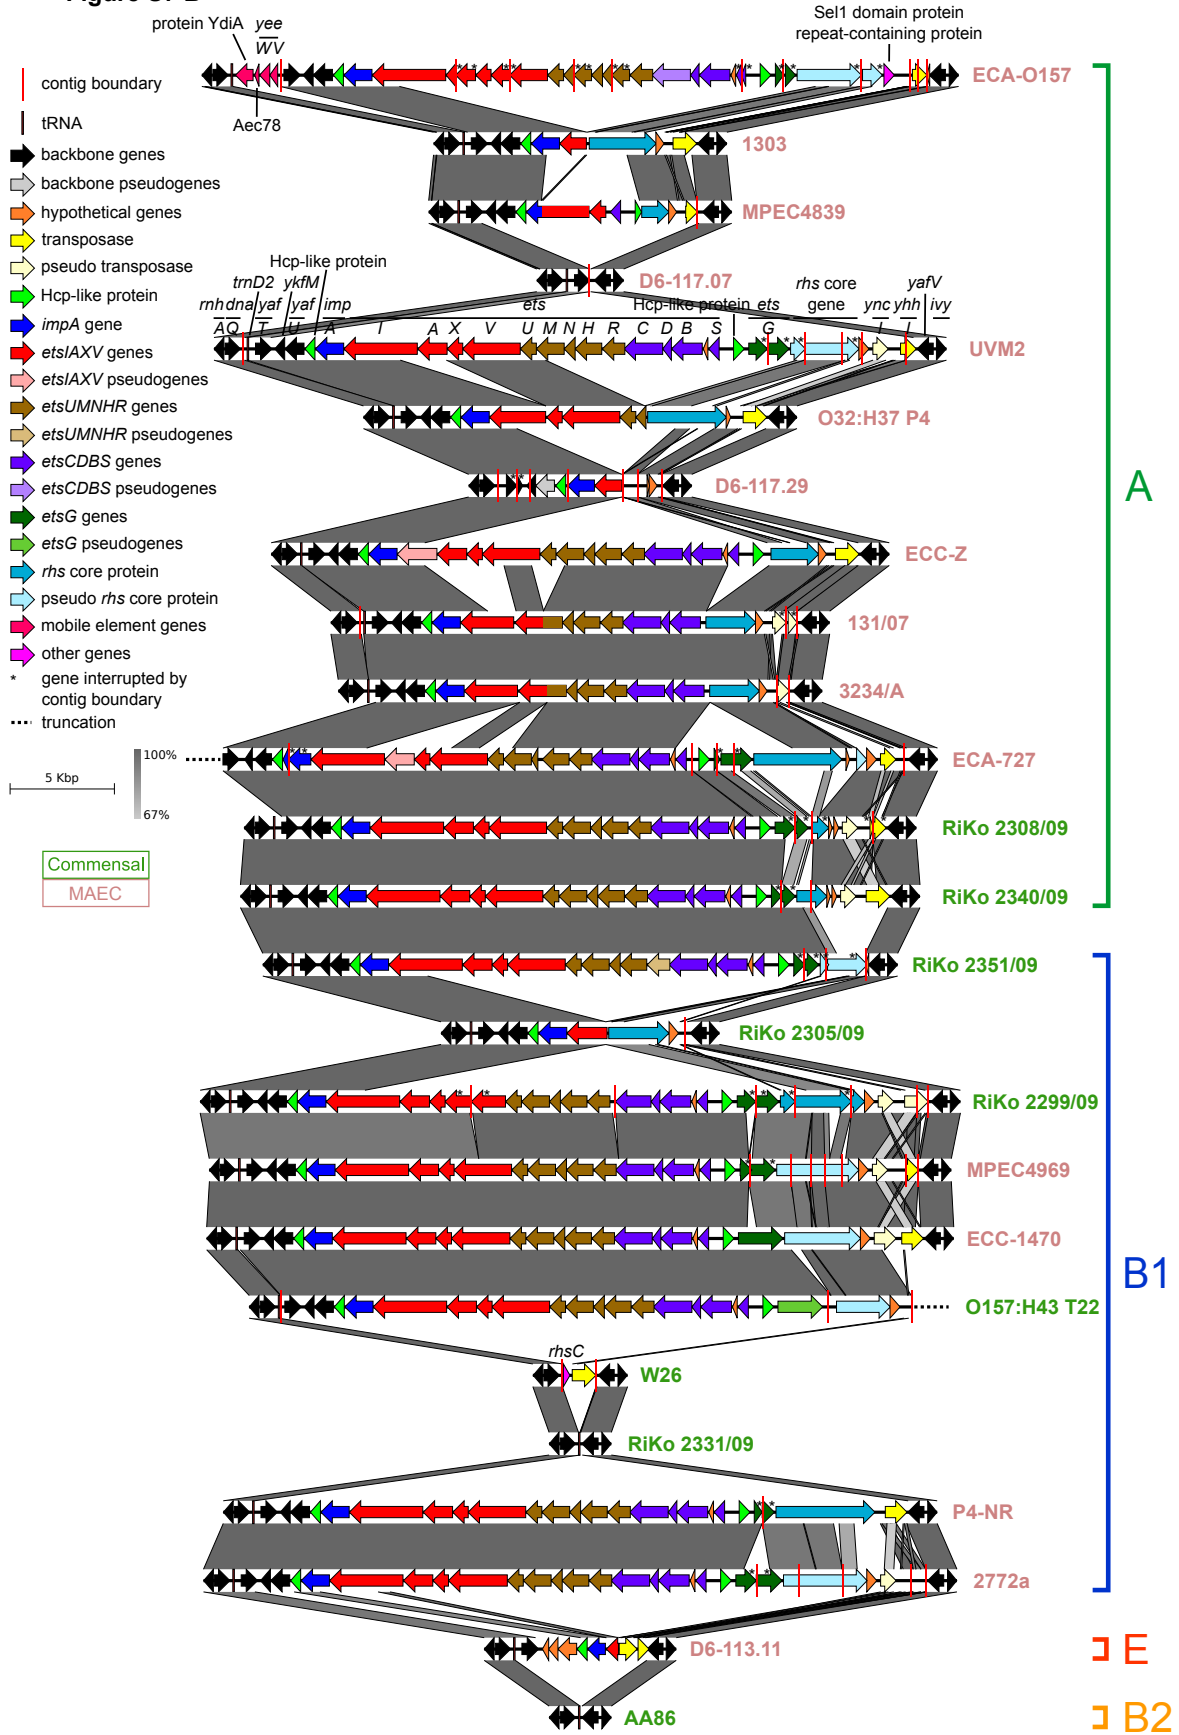 protein YdiA yee
WV
Sel1 domain protein
repeat-containing protein
ECA-O157
contig boundary
Aec78
tRNA
1303
backbone genes
backbone pseudogenes
hypothetical genes
MPEC4839
transposase
pseudo transposase
Hcp-like protein
trnD2 ykfM
D6-117.07
Hcp-like protein
rnh dna yaf yaf imp ets Hcp-like protein ets rhs core gene ync yhh yafV ivy
A Q T U A I A X V U M N H R C D B S G I I
UVM2
impA gene
etsIAXV genes
etsIAXV pseudogenes
etsUMNHR genes
O32:H37 P4
etsUMNHR pseudogenes
etsCDBS genes
etsCDBS pseudogenes
D6-117.29
A
etsG genes
etsG pseudogenes
ECC-Z
rhs core protein
pseudo rhs core protein
mobile element genes
131/07
other genes
* gene interrupted by
contig boundary
3234/A
truncation
100%
ECA-727
5 Kbp
67%
RiKo 2308/09
Commensal
MAEC
RiKo 2340/09
RiKo 2351/09
RiKo 2305/09
RiKo 2299/09
MPEC4969
ECC-1470
B1
O157:H43 T22
rhsC
W26
RiKo 2331/09
P4-NR
2772a
D6-113.11
E
AA86
B2